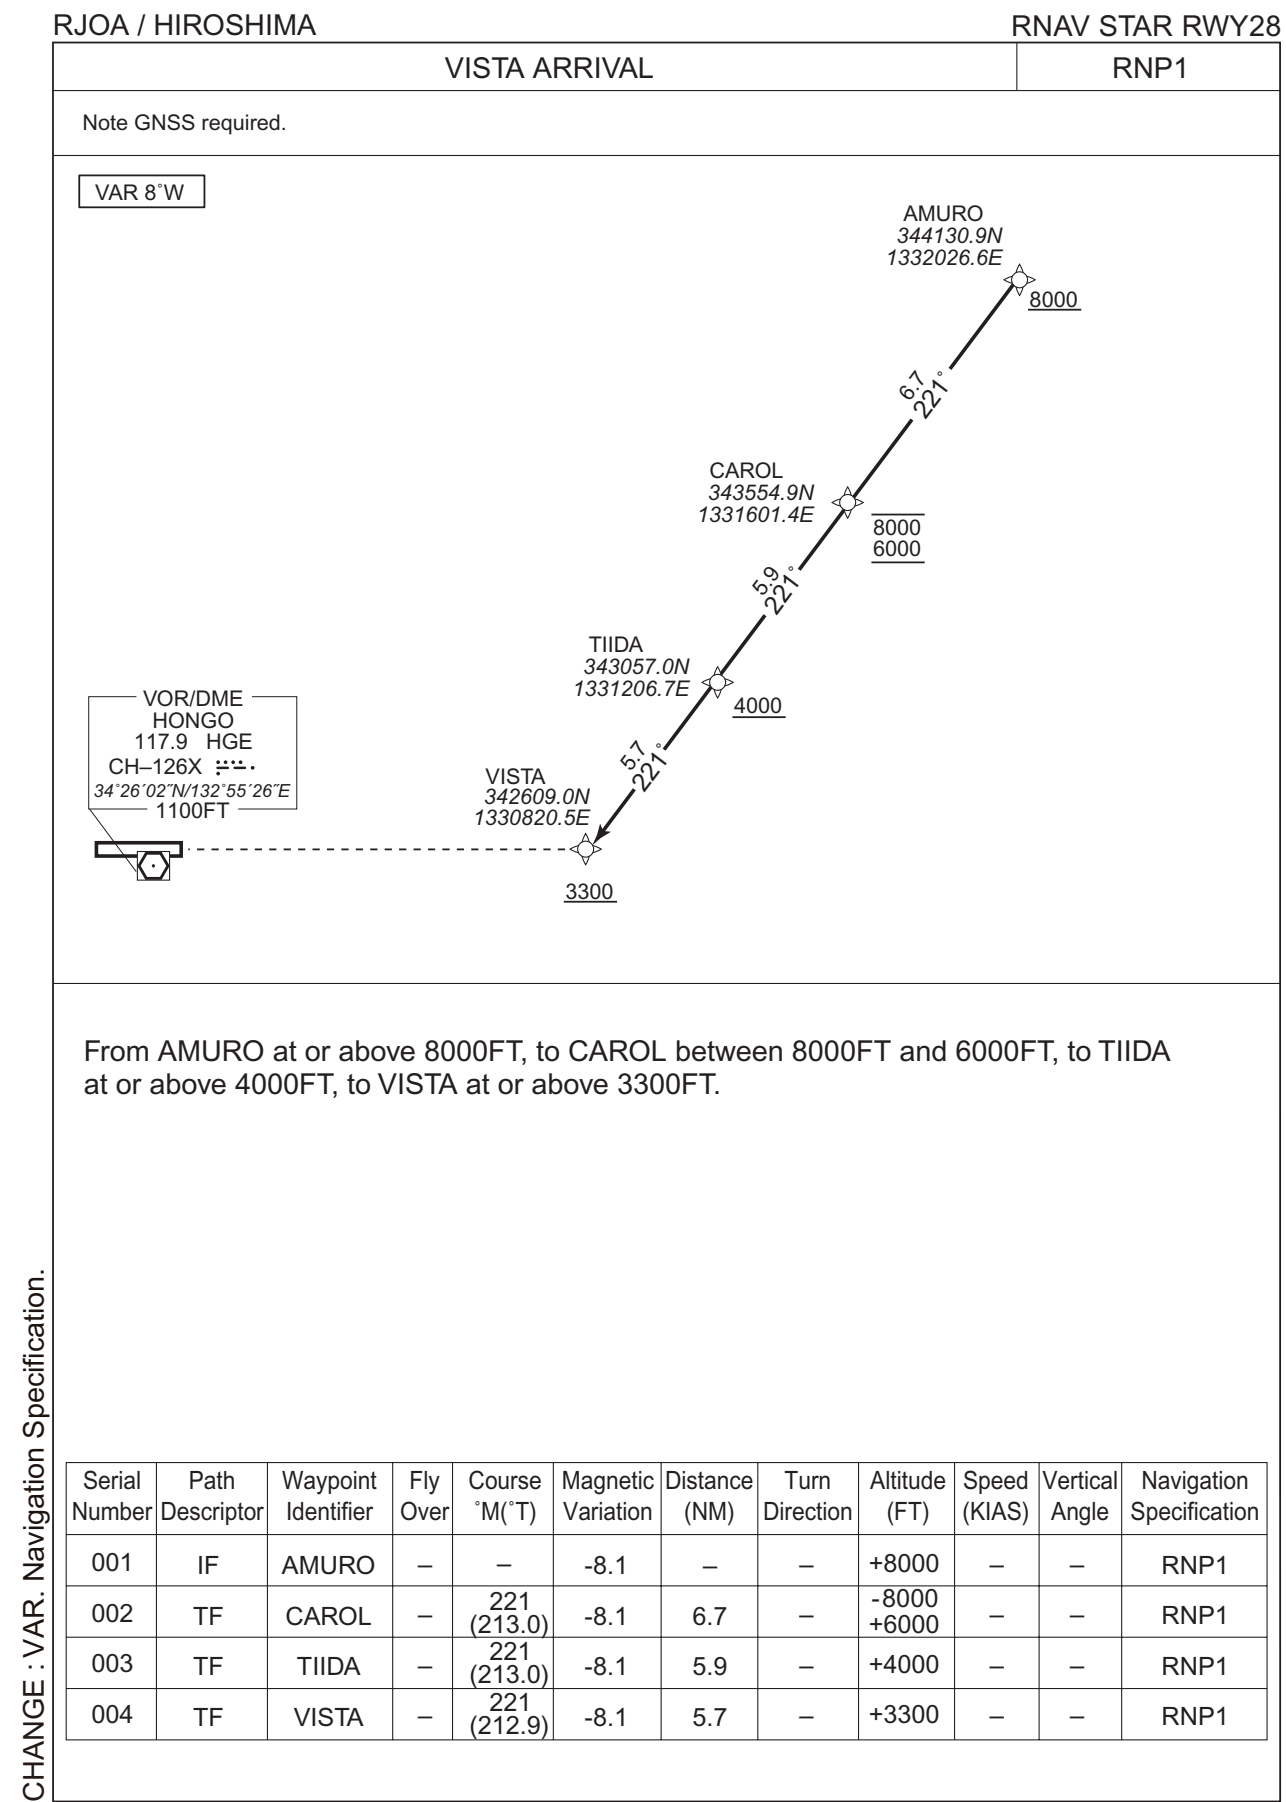 RJOA / HIROSHIMA
RNAV STAR RWY28
VISTA ARRIVAL
RNP1
Note GNSS required.
VAR 8˚W
AMURO
344130.9N
1332026.6E
8000
6.7
221˚
CAROL
343554.9N
1331601.4E
8000
6000
5.9
221˚
TIIDA
343057.0N
1331206.7E
4000
5.7
221˚
VOR/DME
HONGO
117.9 HGE
CH–126X
34˚26´02˝N/132˚55´26˝E
1100FT
VISTA
342609.0N
1330820.5E
3300
From AMURO at or above 8000FT, to CAROL between 8000FT and 6000FT, to TIIDA
at or above 4000FT, to VISTA at or above 3300FT.
CHANGE : VAR. Navigation Specification.
Serial Number | Path Descriptor | Waypoint Identifier | Fly Over | Course ˚M(˚T) | Magnetic Variation | Distance (NM) | Turn Direction | Altitude (FT) | Speed (KIAS) | Vertical Angle | Navigation Specification
001 | IF | AMURO | – | – | -8.1 | – | – | +8000 | – | – | RNP1
002 | TF | CAROL | – | 221 (213.0) | -8.1 | 6.7 | – | -8000 +6000 | – | – | RNP1
003 | TF | TIIDA | – | 221 (213.0) | -8.1 | 5.9 | – | +4000 | – | – | RNP1
004 | TF | VISTA | – | 221 (212.9) | -8.1 | 5.7 | – | +3300 | – | – | RNP1